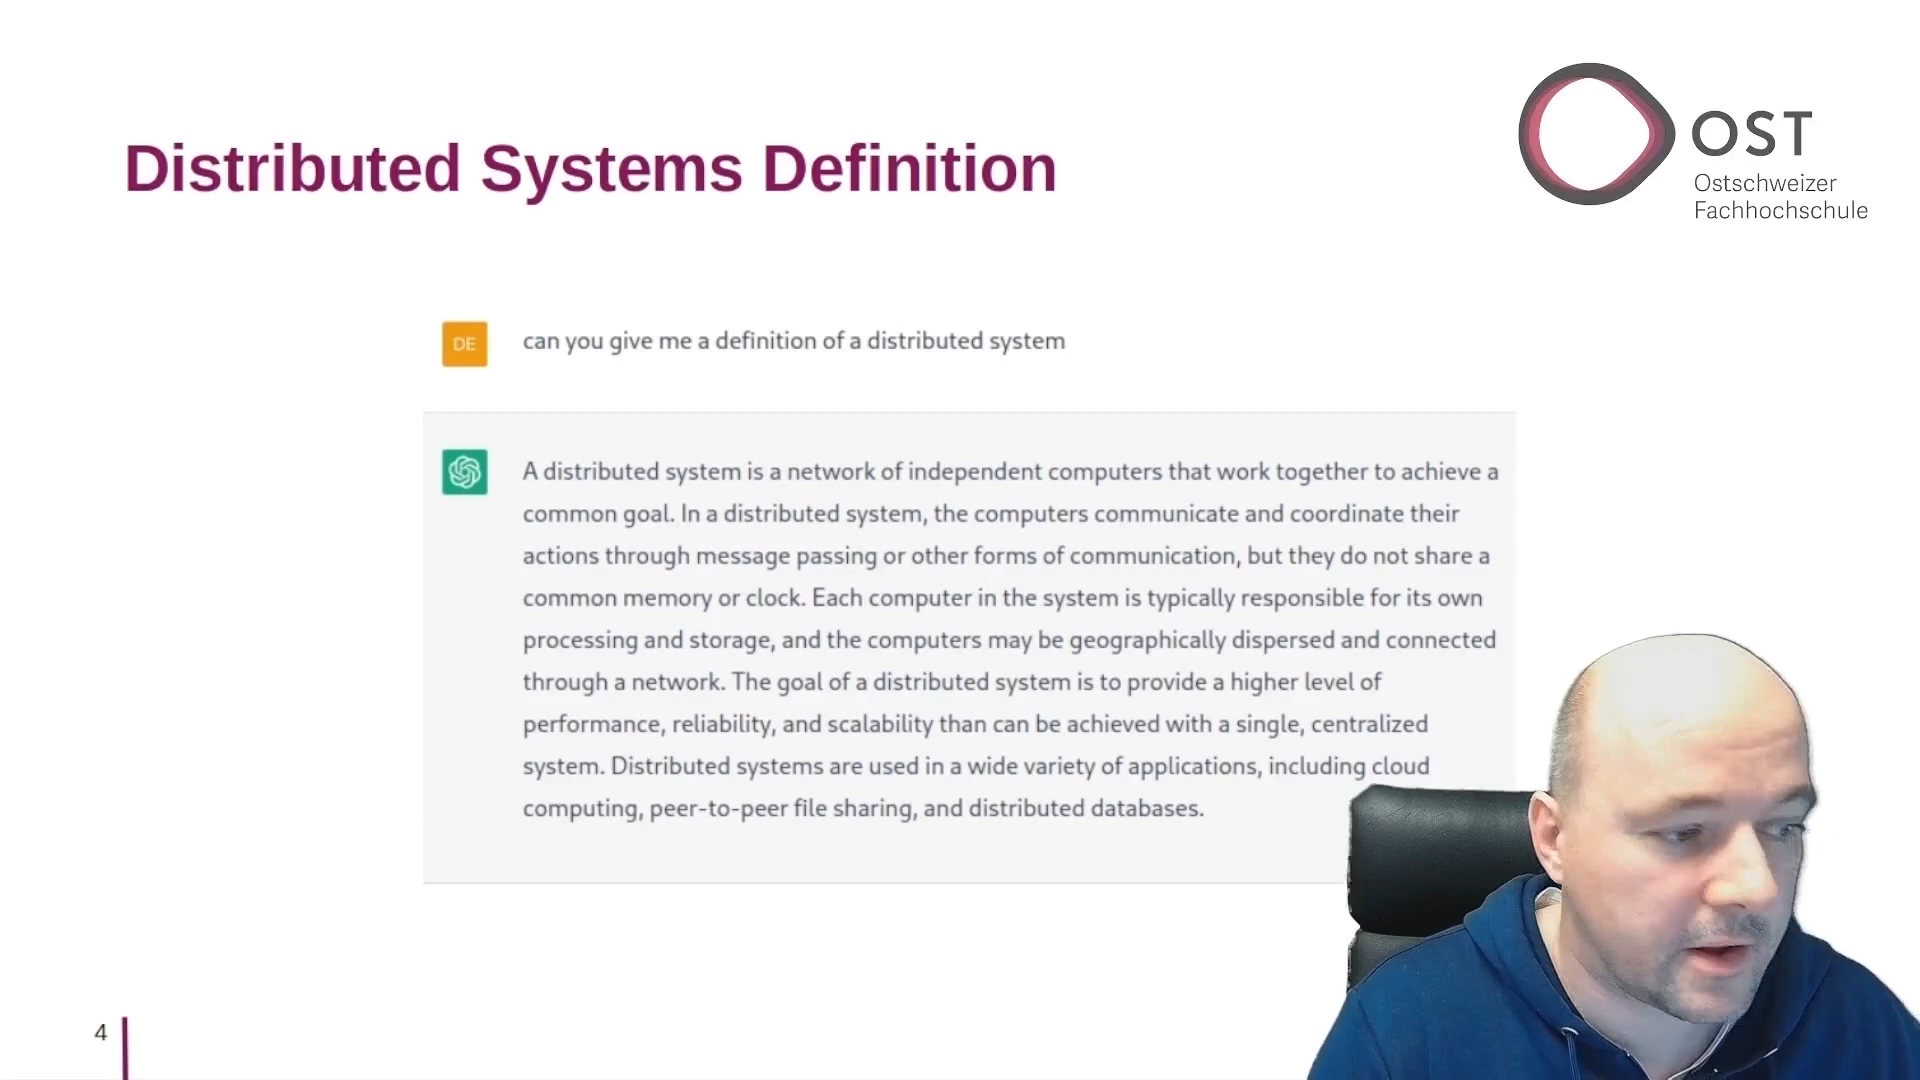 Distributed Systems Definition
OST
Ostschweizer
Fachhochschule
DE
can you give me a definition of a distributed system
A distributed system is a network of independent computers that work together to achieve a
common goal. In a distributed system, the computers communicate and coordinate their
actions through message passing or other forms of communication, but they do not share a
common memory or clock. Each computer in the system is typically responsible for its own
processing and storage, and the computers may be geographically dispersed and connected
through a network. The goal of a distributed system is to provide a higher level of
performance, reliability, and scalability than can be achieved with a single, centralized
system. Distributed systems are used in a wide variety of applications, including cloud
computing, peer-to-peer file sharing, and distributed databases.
4